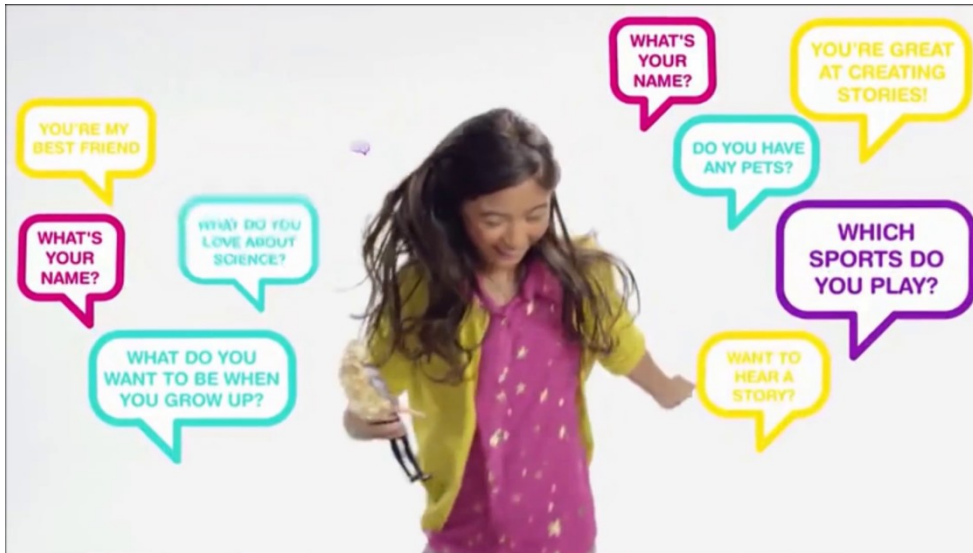 YOU'RE MY
BEST FRIEND
WHAT'S
YOUR
NAME?
WHAT DO YOU
LOVE ABOUT
SCIENCE?
WHAT DO YOU
WANT TO BE WHEN
YOU GROW UP?
WHAT'S
YOUR
NAME?
YOU'RE GREAT
AT CREATING
STORIES!
DO YOU HAVE
ANY PETS?
WHICH
SPORTS DO
YOU PLAY?
WANT TO
HEAR A
STORY?